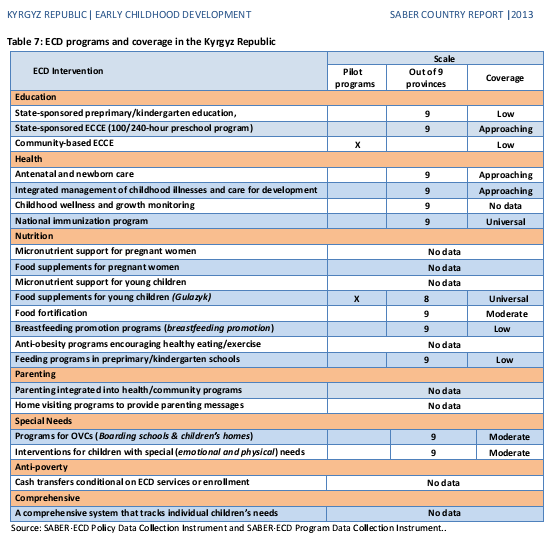 KYRGYZ REPUBLIC| EARLY CHILDHOOD DEVELOPMENT SABER COUNTRY REPORT |2013
Table 7: ECD programs and coverage in the Kyrgyz Republic
ECD Intervention Scale
Pilot programs Out of 9 provinces Coverage
Education
State-sponsored preprimary/kindergarten education, 9 Low
State-sponsored ECCE (100/240-hour preschool program) 9 Approaching
Community-based ECCE X Low
Health
Antenatal and newborn care 9 Approaching
Integrated management of childhood illnesses and care for development 9 Approaching
Childhood wellness and growth monitoring 9 No data
National immunization program 9 Universal
Nutrition
Micronutrient support for pregnant women No data
Food supplements for pregnant women No data
Micronutrient support for young children No data
Food supplements for young children (Gulazyk) X 8 Universal
Food fortification 9 Moderate
Breastfeeding promotion programs (breastfeeding promotion) 9 Low
Anti-obesity programs encouraging healthy eating/exercise No data
Feeding programs in preprimary/kindergarten schools 9 Low
Parenting
Parenting integrated into health/community programs No data
Home visiting programs to provide parenting messages No data
Special Needs
Programs for OVCs (Boarding schools & children's homes) 9 Moderate
Interventions for children with special (emotional and physical) needs 9 Moderate
Anti-poverty
Cash transfers conditional on ECD services or enrollment No data
Comprehensive
A comprehensive system that tracks individual children's needs No data
Source: SABER-ECD Policy Data Collection Instrument and SABER-ECD Program Data Collection Instrument..